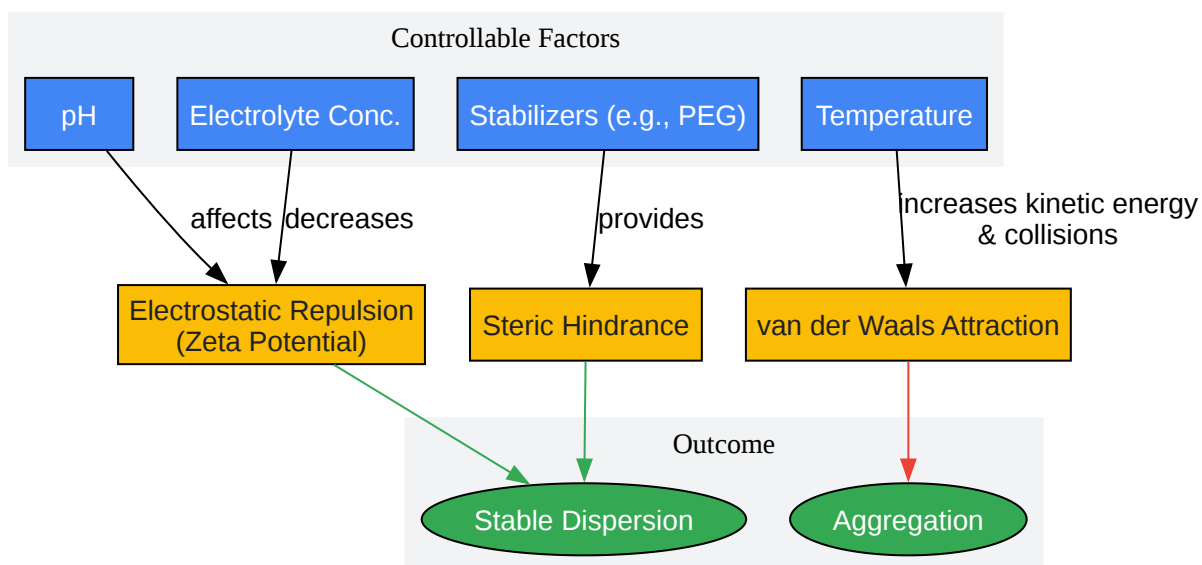 Controllable Factors
pH
Electrolyte Conc.
Stabilizers (e.g., PEG)
Temperature
affects
decreases
provides
increases kinetic energy
& collisions
Electrostatic Repulsion
(Zeta Potential)
Steric Hindrance
van der Waals Attraction
Outcome
Stable Dispersion
Aggregation